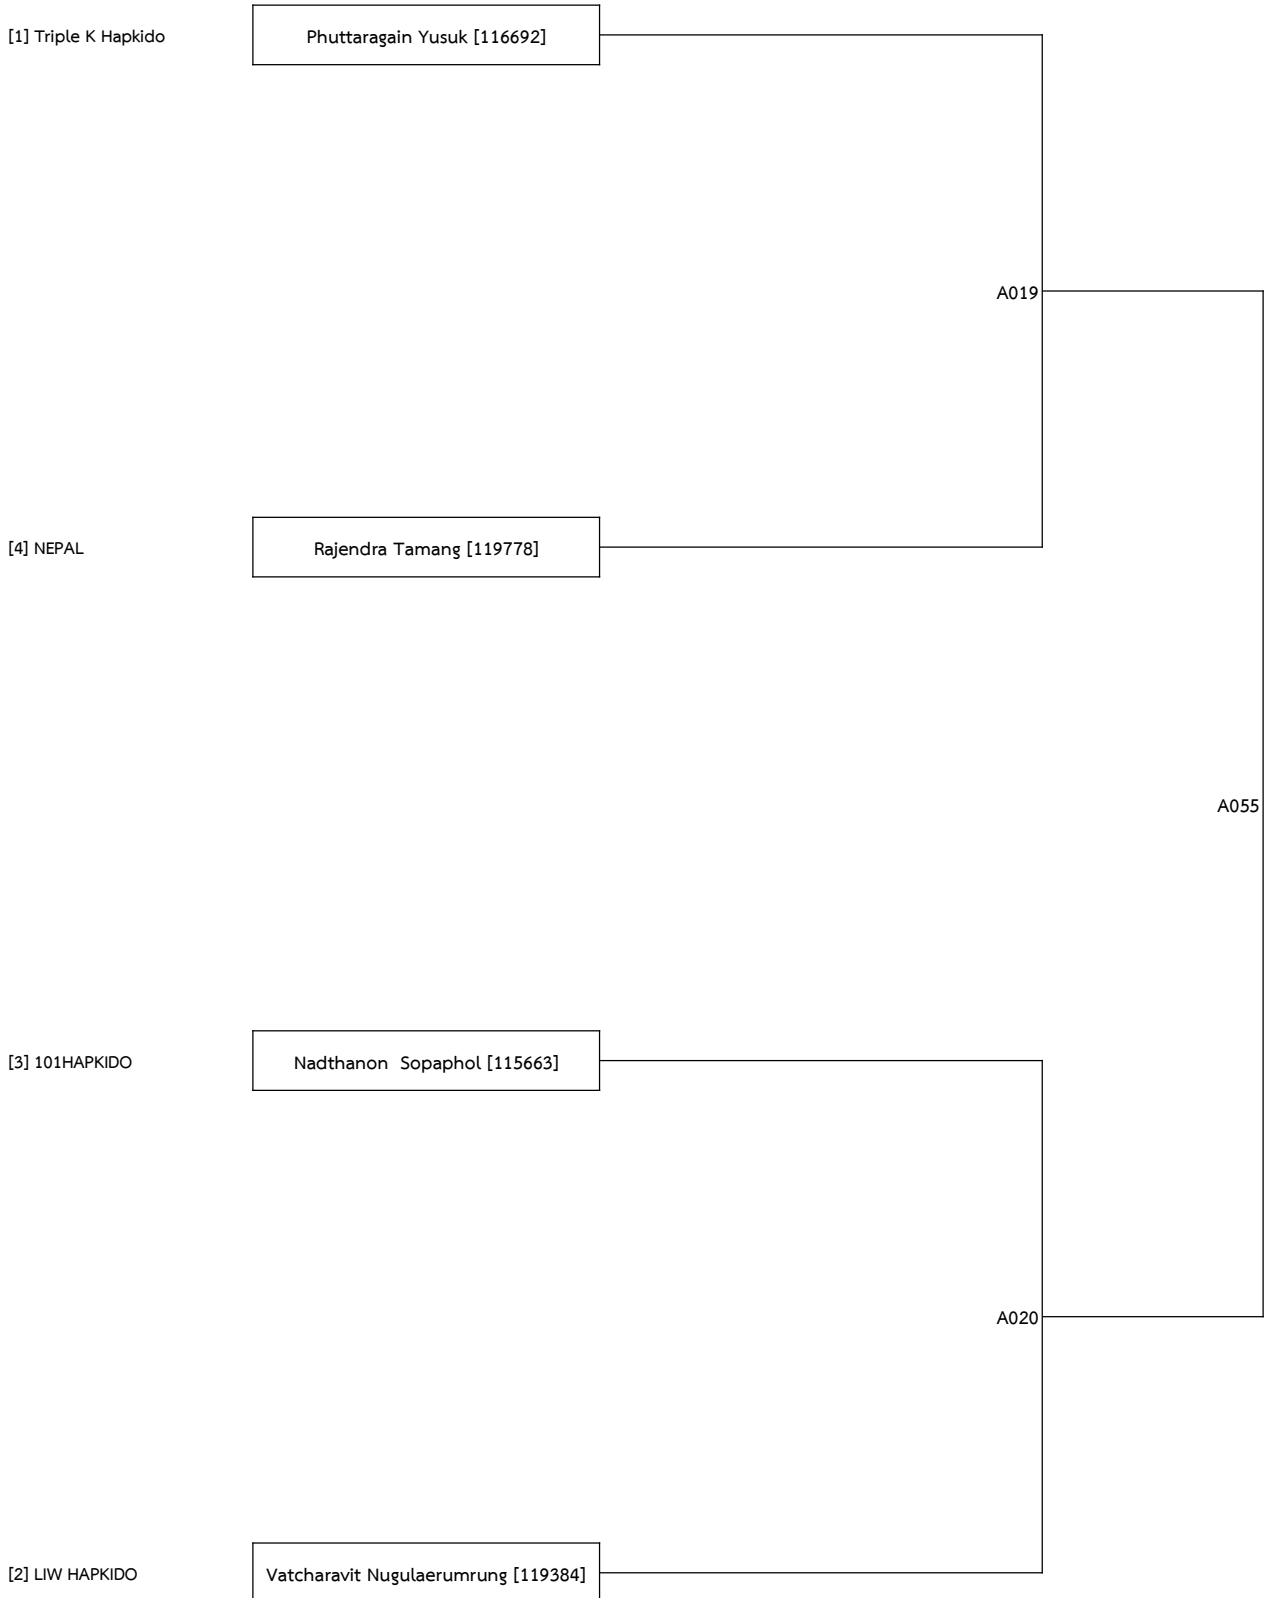 [1] Triple K Hapkido Phuttaragain Yusuk [116692]
A019
[4] NEPAL Rajendra Tamang [119778]
A055
[3] 101HAPKIDO Nadthanon  Sopaphol [115663]
A020
[2] LIW HAPKIDO Vatcharavit Nugulaerumrung [119384]